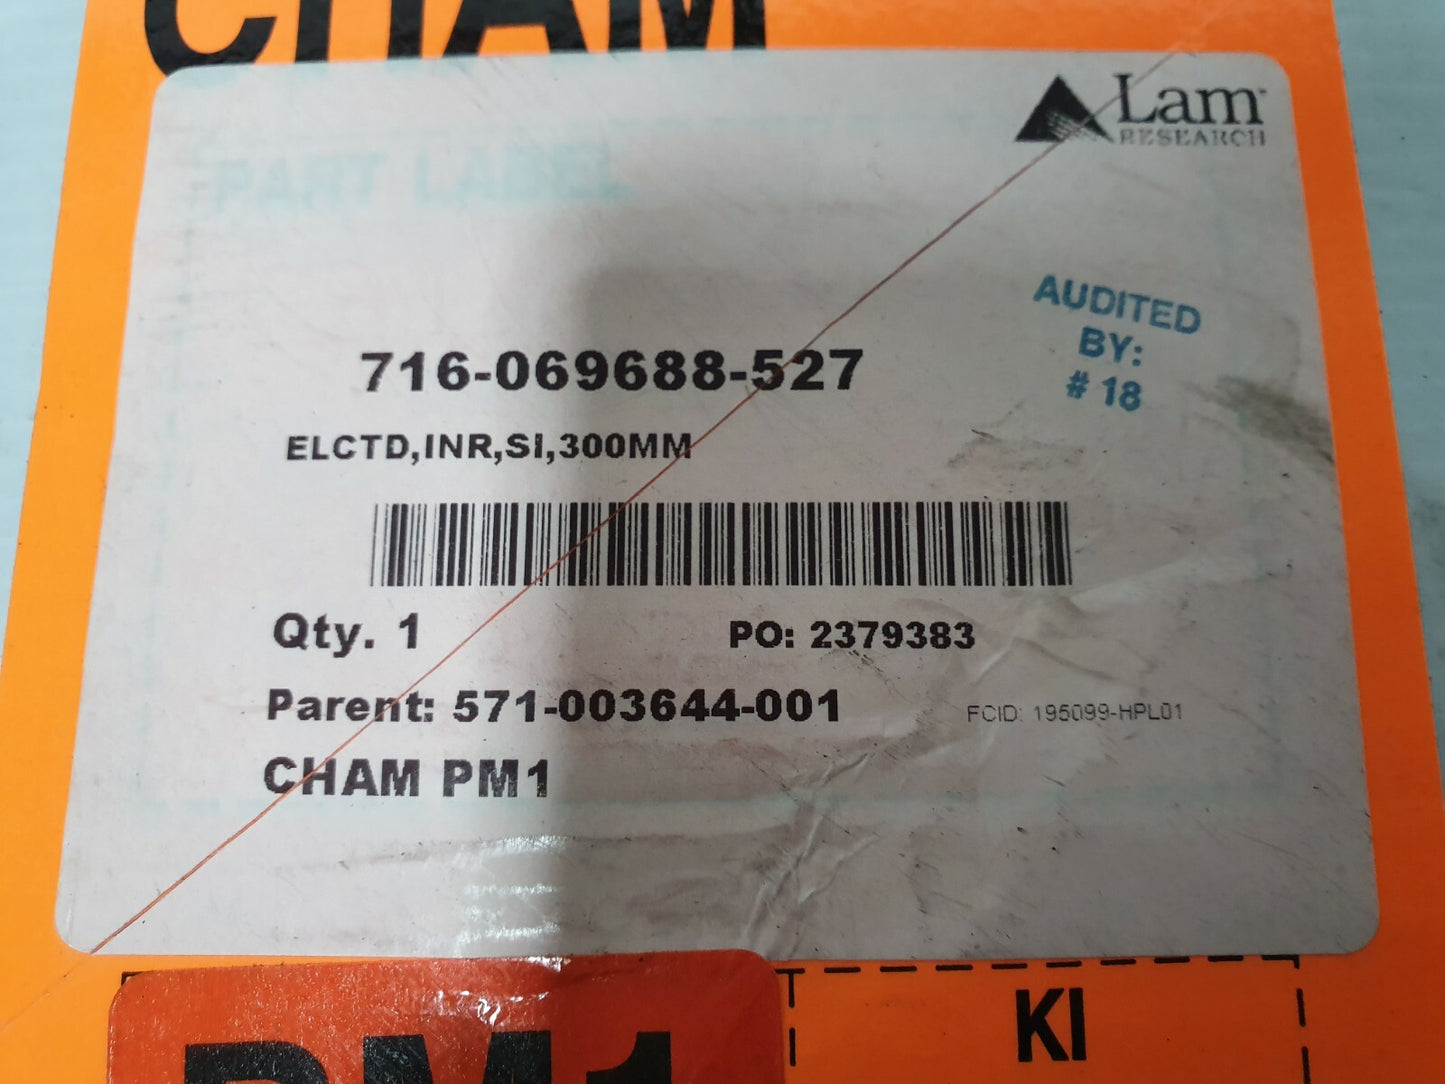 CHAM
Lam
RESEARCH
PART LABEL
AUDITED
BY:
# 18
716-069688-527
ELCTD,INR,SI,300MM
Qty. 1
PO: 2379383
Parent: 571-003644-001
FCID: 195099-HPL01
CHAM PM1
PM1
KI